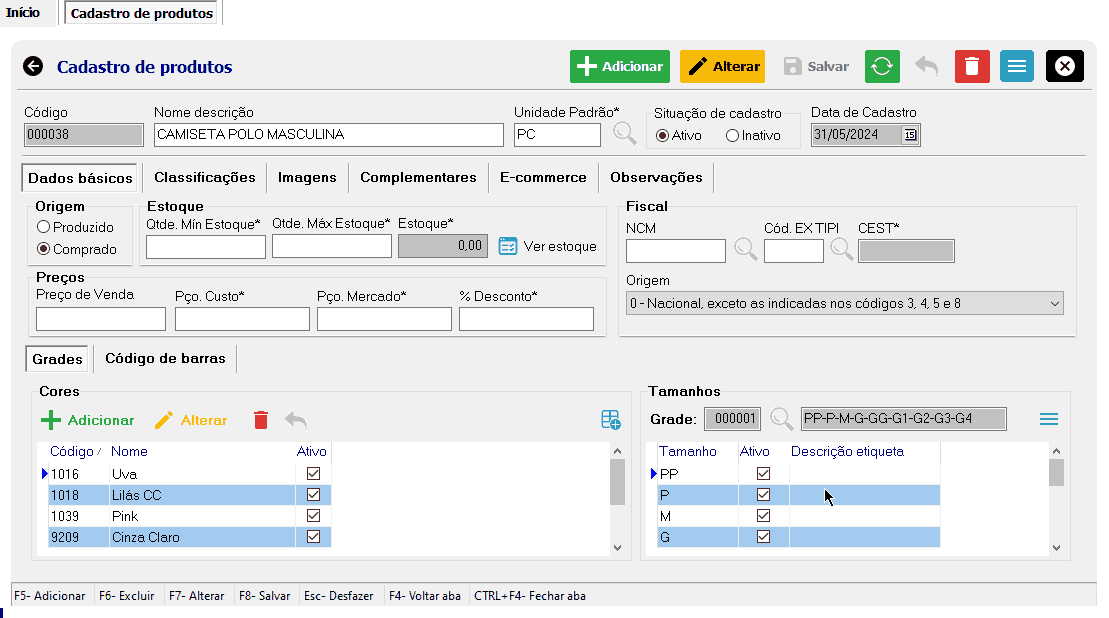 Início Cadastro de produtos
Cadastro de produtos Adicionar Alterar Salvar
Código Nome descrição Unidade Padrão* Situação de cadastro Data de Cadastro
000038 CAMISETA POLO MASCULINA PC Ativo Inativo 31/05/2024 15
Dados básicos Classificações Imagens Complementares E-commerce Observações
Origem Estoque Fiscal
Produzido Qtde. Mín Estoque* Qtde. Máx Estoque* Estoque* NCM Cód. EX TIPI CEST*
Comprado 0,00 Ver estoque
Preços Origem
Preço de Venda Pço. Custo* Pço. Mercado* % Desconto* 0 - Nacional, exceto as indicadas nos códigos 3, 4, 5 e 8
Grades Código de barras
Cores Tamanhos
Adicionar Alterar Grade: 000001 PP-P-M-G-GG-G1-G2-G3-G4
Código Nome Ativo Tamanho Ativo Descrição etiqueta
1016 Uva PP
1018 Lilás CC P
1039 Pink M
9209 Cinza Claro G
F5- Adicionar F6- Excluir F7- Alterar F8- Salvar Esc- Desfazer F4- Voltar aba CTRL+F4- Fechar aba